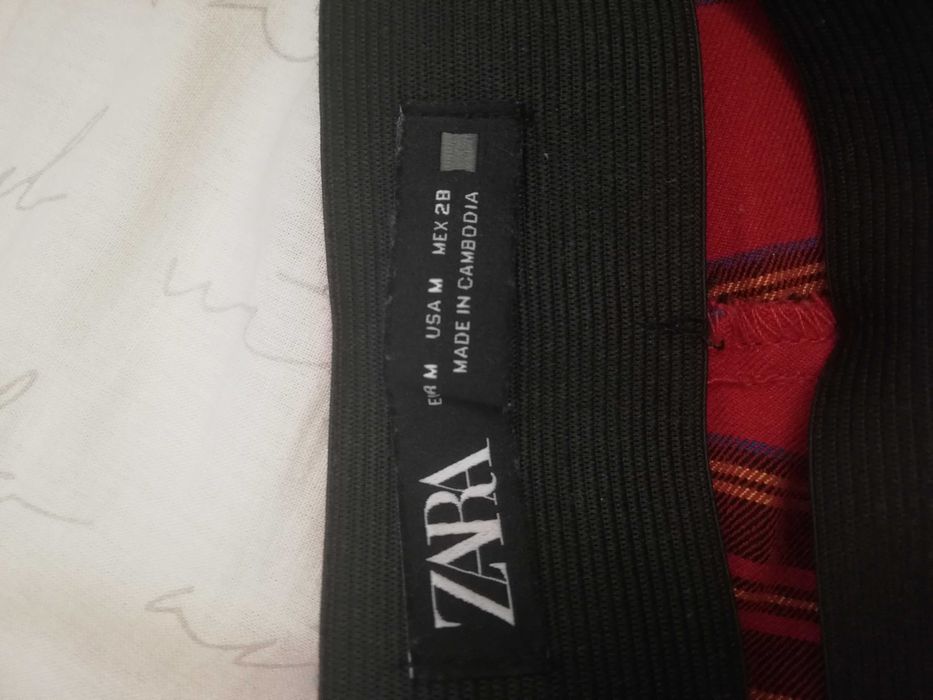 ZARA
EUR M USA M MEX 28
MADE IN CAMBODIA